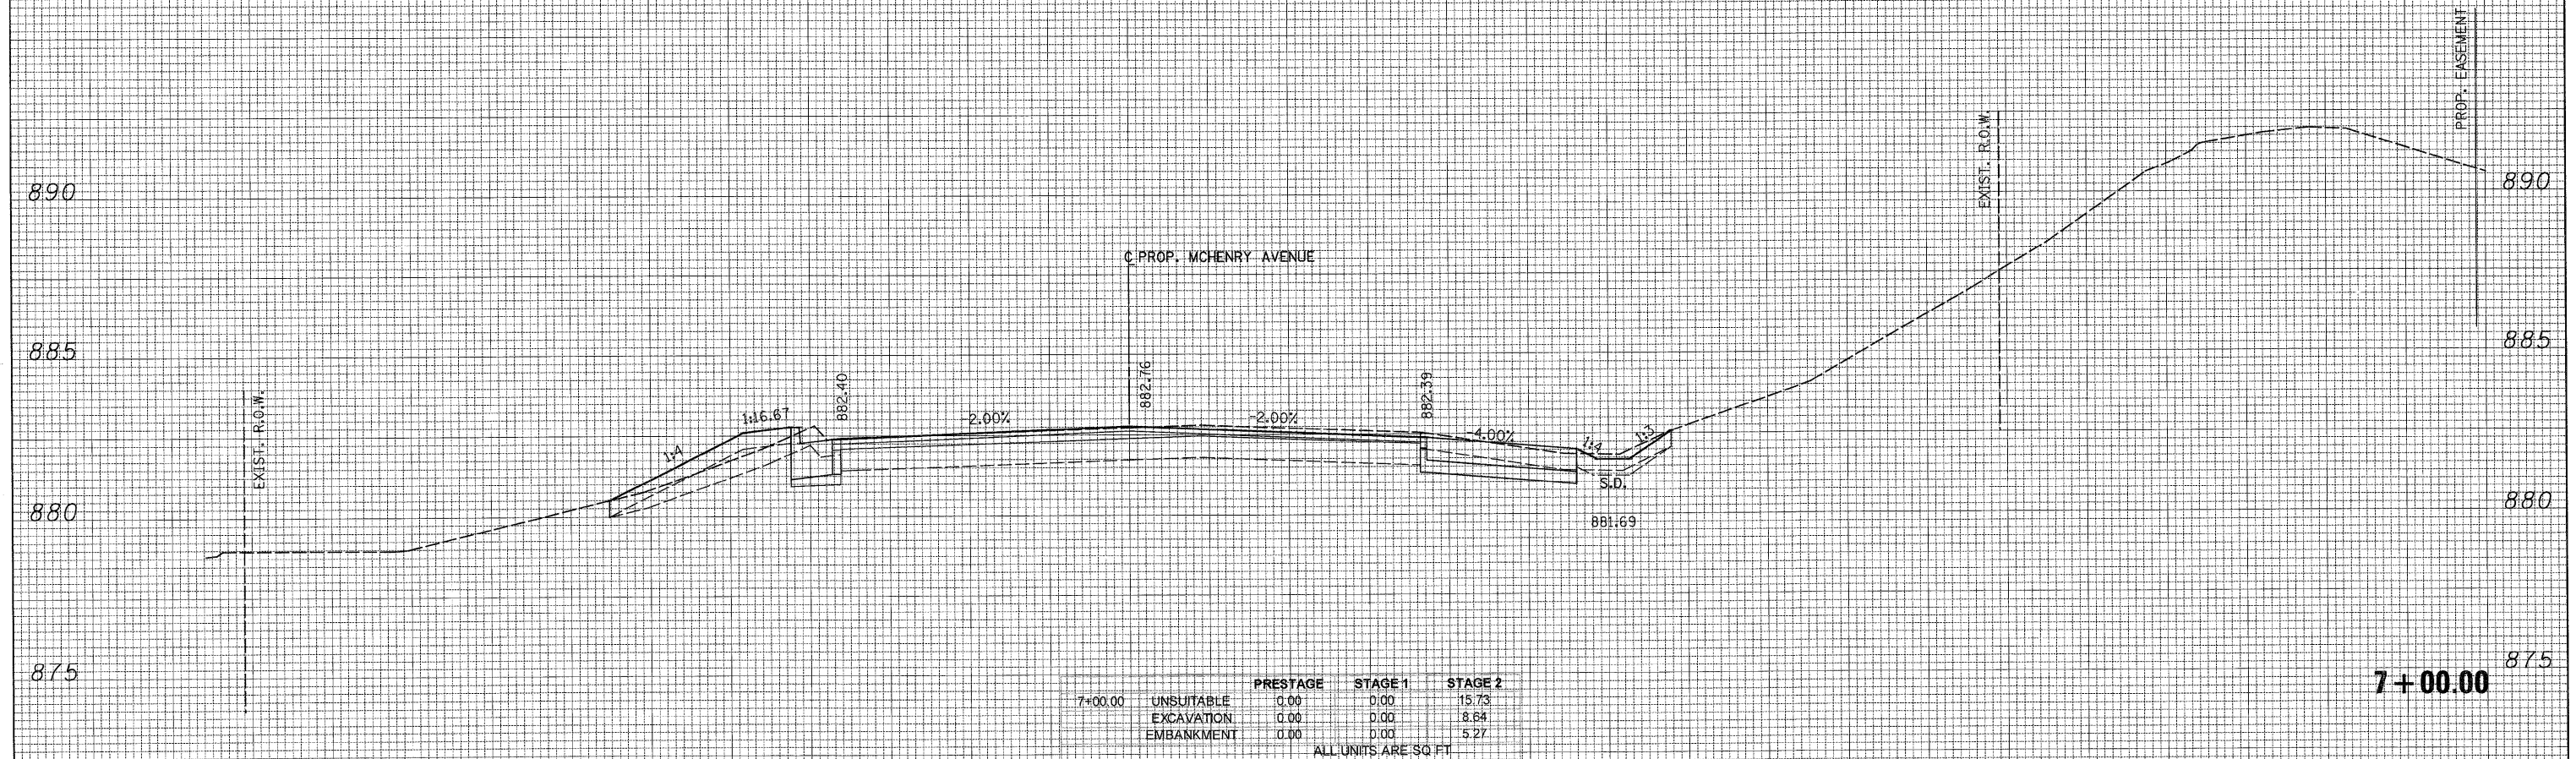 PROP. EASEMENT
EXIST. R.O.W.
890
890
C PROP. MCHENRY AVENUE
885
885
EXIST. R.O.W.
1:4
1:16.67
882.40
2.00%
882.76
-2.00%
882.39
-4.00%
1:4
1:3
S.D.
881.69
880
880
875
875
7+00.00
PRESTAGE STAGE 1 STAGE 2
7+00.00 UNSUITABLE 0.00 0.00 15.73
EXCAVATION 0.00 0.00 8.64
EMBANKMENT 0.00 0.00 5.27
ALL UNITS ARE SQ FT